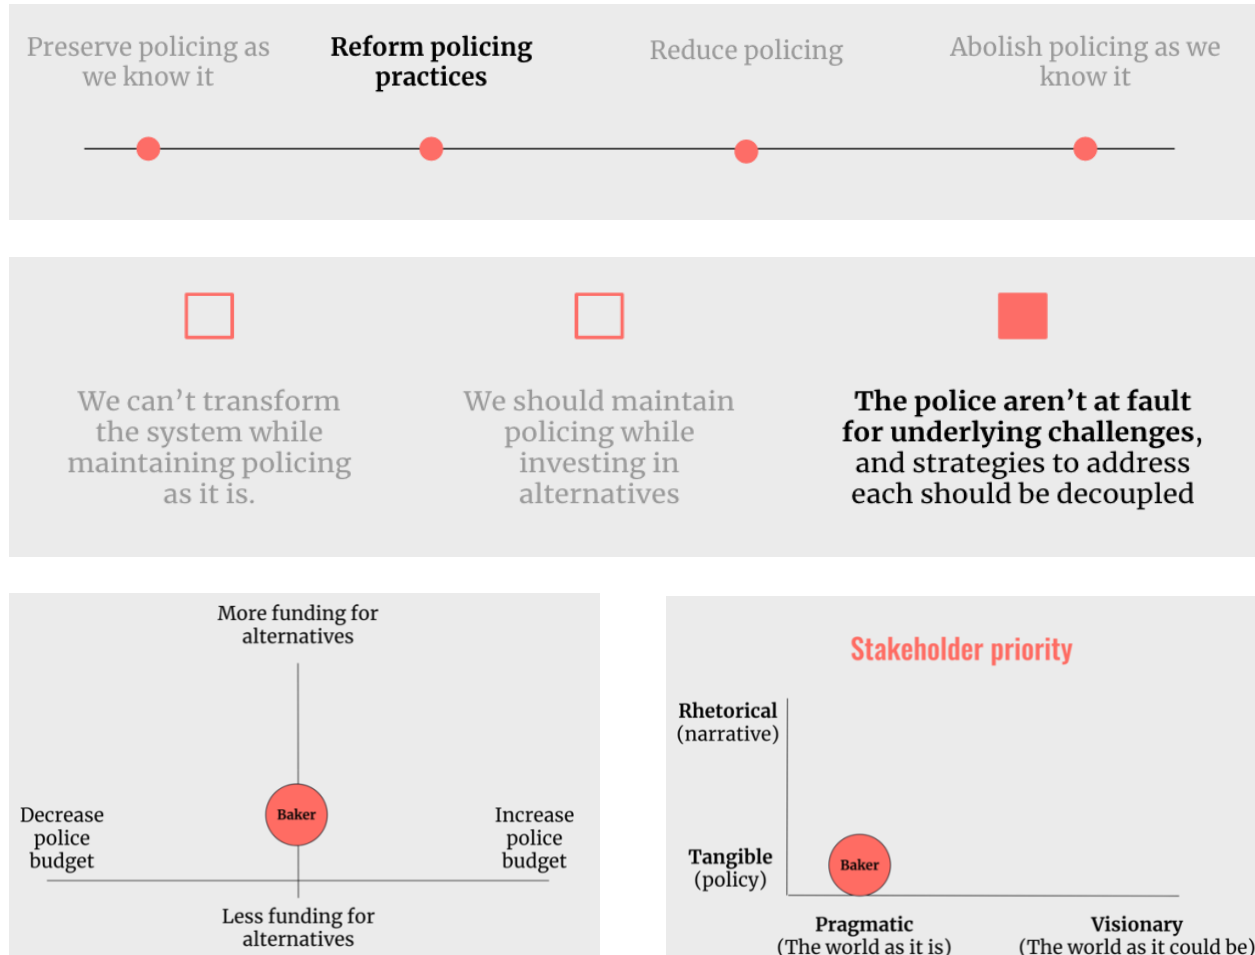 Preserve policing as
we know it
Reform policing
practices
Reduce policing
Abolish policing as we
know it
We can’t transform
the system while
maintaining policing
as it is.
We should maintain
policing while
investing in
alternatives
The police aren’t at fault
for underlying challenges,
and strategies to address
each should be decoupled
More funding for
alternatives
Decrease
police
budget
Baker
Increase
police
budget
Less funding for
alternatives
Stakeholder priority
Rhetorical
(narrative)
Tangible
(policy)
Baker
Pragmatic
(The world as it is)
Visionary
(The world as it could be)